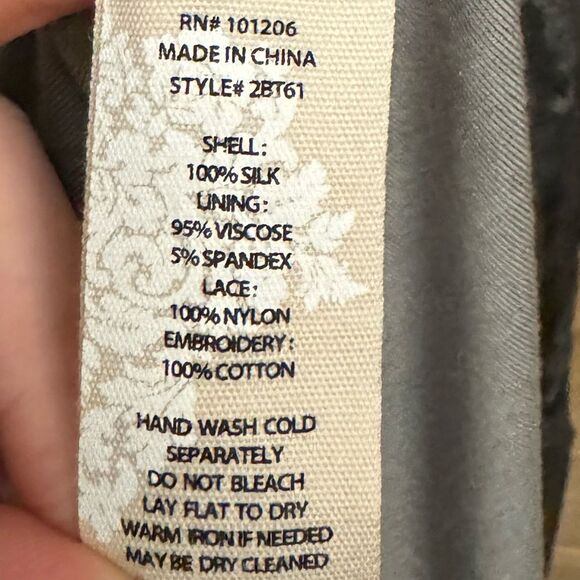 RN# 101206
MADE IN CHINA
STYLE# 2BT61
SHELL:
100% SILK
LINING:
95% VISCOSE
5% SPANDEX
LACE:
100% NYLON
EMBROIDERY:
100% COTTON
HAND WASH COLD
SEPARATELY
DO NOT BLEACH
LAY FLAT TO DRY
WARM IRON IF NEEDED
MAY BE DRY CLEANED